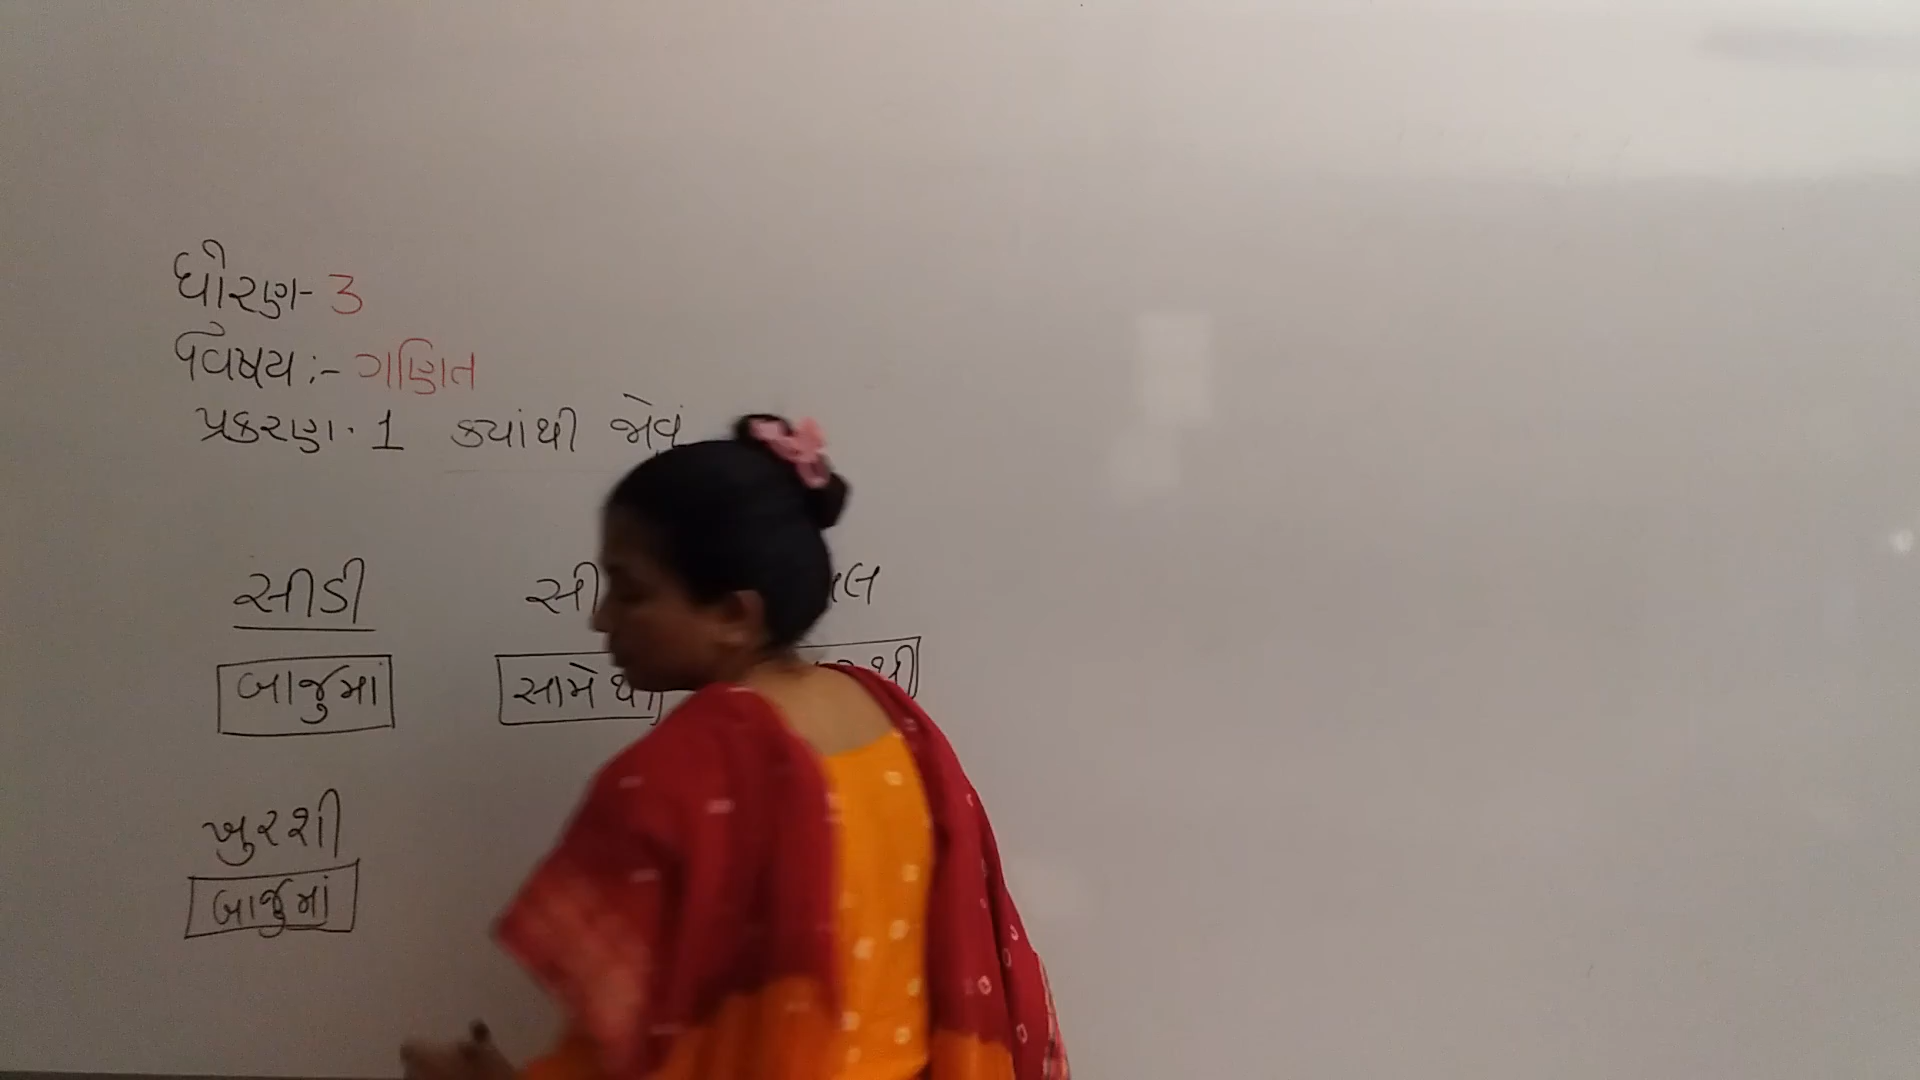 ધોરણ- 3
વિષય :- ગણિત
પ્રકરણ. 1 ક્યાંથી જોવું
સીડી
બાજુમાં
સામેથી
ખુરશી
બાજુમાં